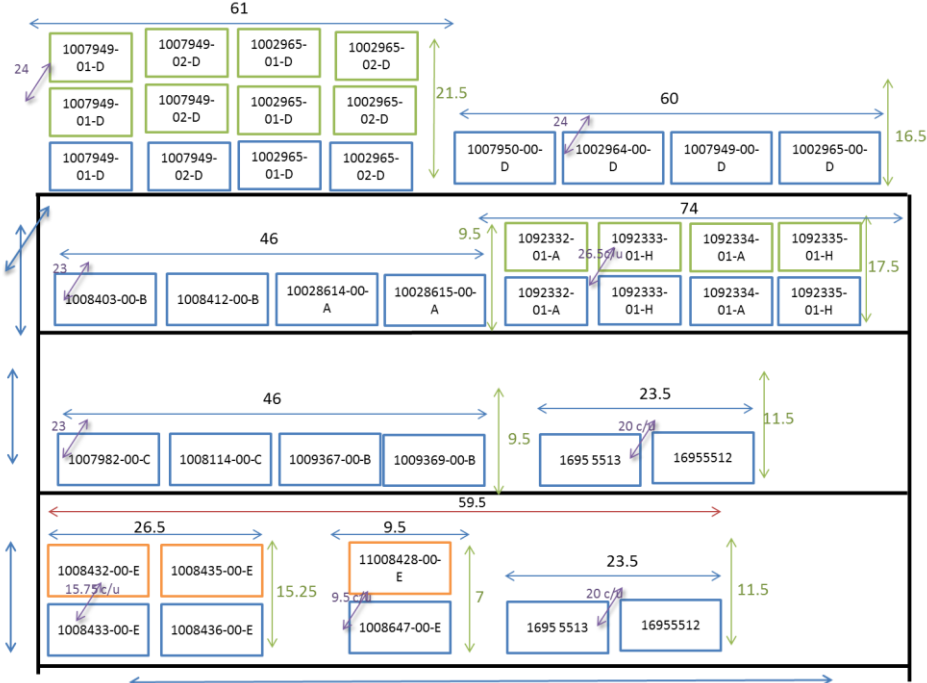 61
1007949-
01-D
1007949-
02-D
1002965-
01-D
1002965-
02-D
24
1007949-
01-D
1007949-
02-D
1002965-
01-D
1002965-
02-D
21.5
1007949-
01-D
1007949-
02-D
1002965-
01-D
1002965-
02-D
60
24
16.5
1007950-00-
D
1002964-00-
D
1007949-00-
D
1002965-00-
D
46
23
1008403-00-B
1008412-00-B
10028614-00-
A
10028615-00-
A
9.5
74
1092332-
01-A
1092333-
01-H
1092334-
01-A
1092335-
01-H
26.5c/u
17.5
1092332-
01-A
1092333-
01-H
1092334-
01-A
1092335-
01-H
46
23
1007982-00-C
1008114-00-C
1009367-00-B
1009369-00-B
9.5
23.5
20 c/u
11.5
1695 5513
16955512
59.5
26.5
1008432-00-E
1008435-00-E
15.75 c/u
15.25
1008433-00-E
1008436-00-E
9.5
11008428-00-
E
9.5 c/u
7
1008647-00-E
23.5
20 c/u
11.5
1695 5513
16955512